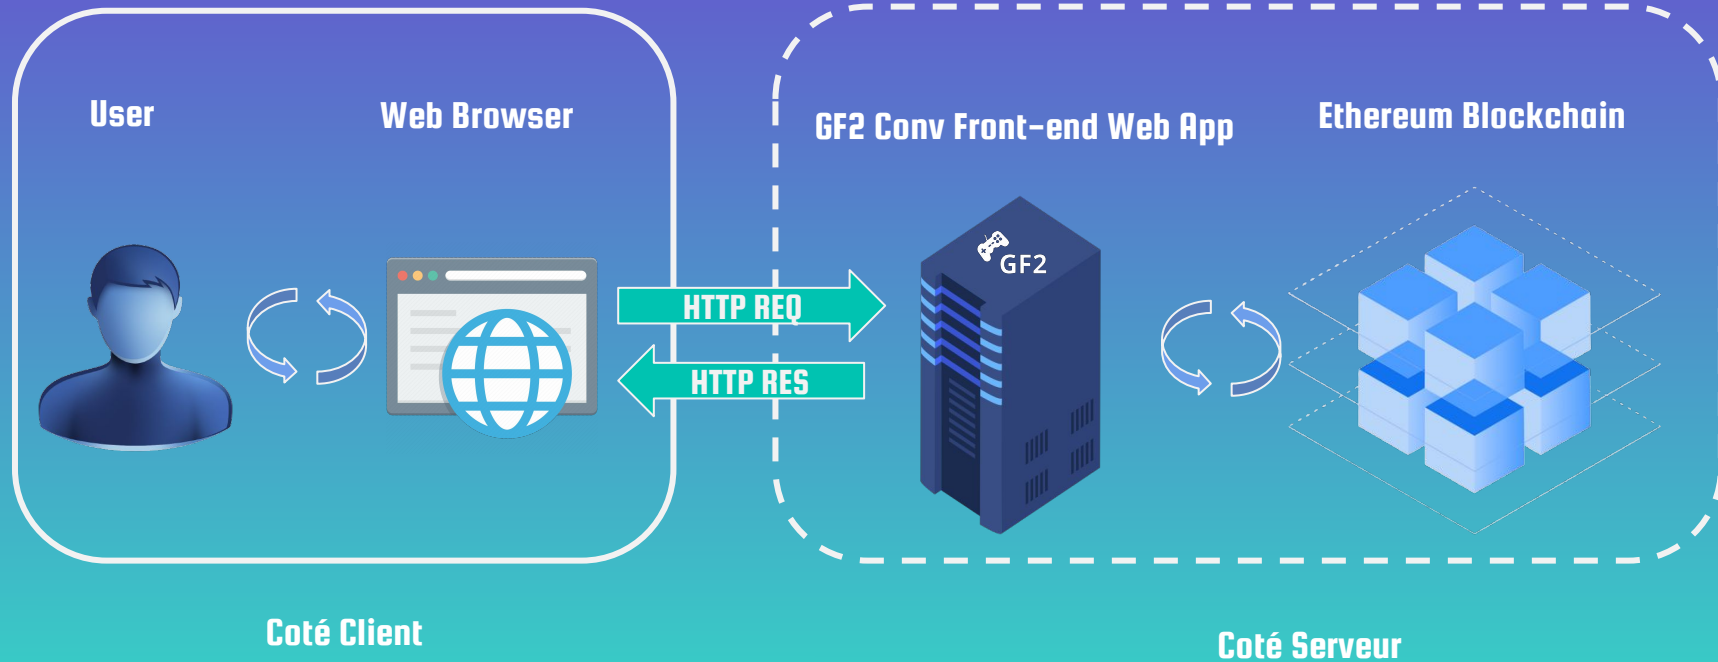 User
Web Browser
GF2 Conv Front-end Web App
Ethereum Blockchain
GF2
HTTP REQ
HTTP RES
Coté Client
Coté Serveur